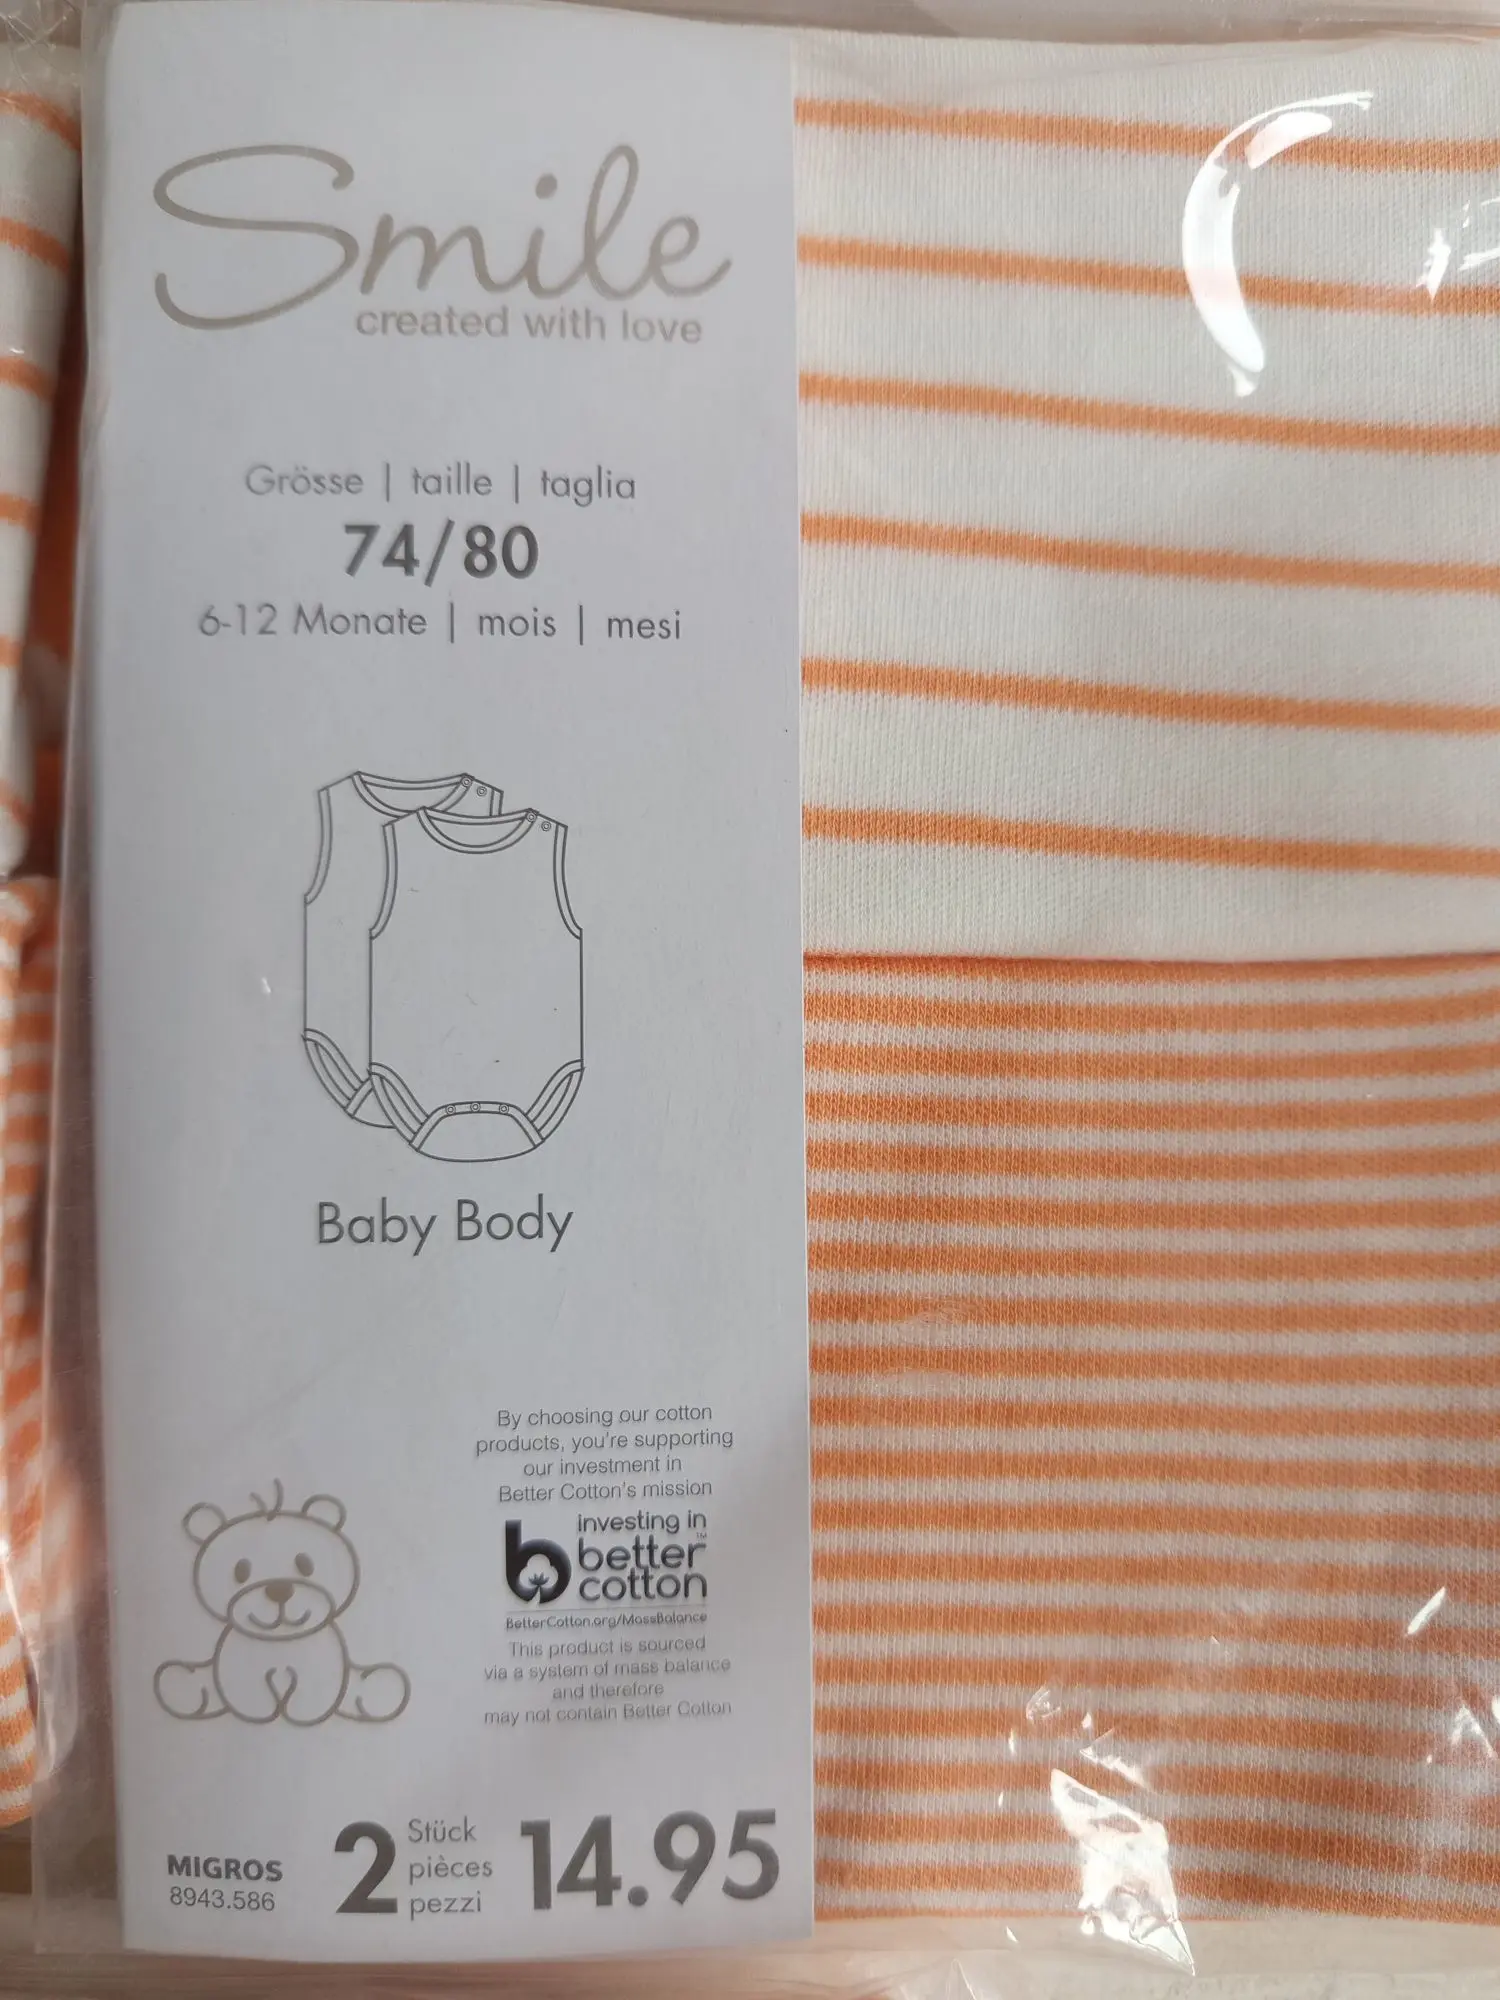 Smile
created with love
Grösse | taille | taglia
74/80
6-12 Monate | mois | mesi
Baby Body
By choosing our cotton
products, you're supporting
our investment in
Better Cotton's mission
investing in
better™
cotton
BetterCotton.org/MassBalance
This product is sourced
via a system of mass balance
and therefore
may not contain Better Cotton
MIGROS
8943.586
2
Stück
pièces
pezzi
14.95